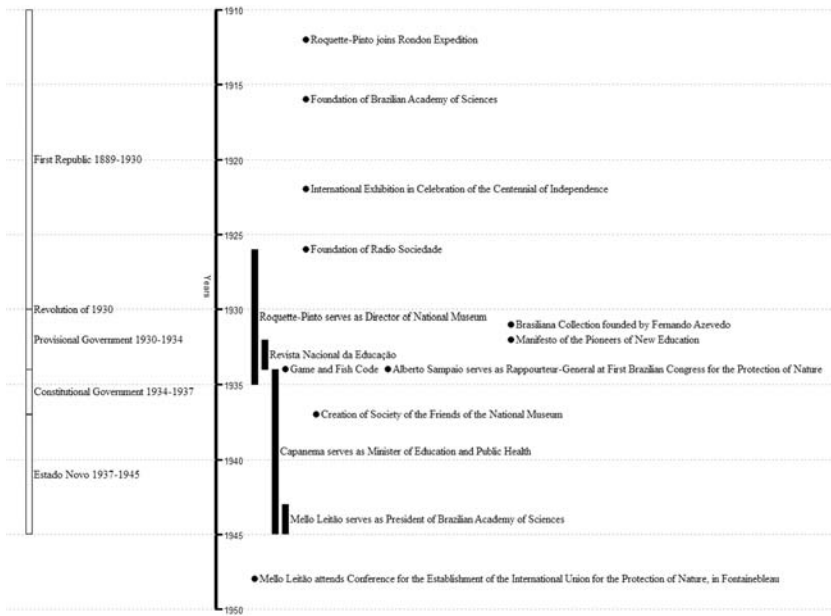 1910
Roquette-Pinto joins Rondon Expedition
1915
Foundation of Brazilian Academy of Sciences
First Republic 1889-1930
1920
International Exhibition in Celebration of the Centennial of Independence
1925
Foundation of Radio Sociedade
Years
Revolution of 1930
1930
Roquette-Pinto serves as Director of National Museum
Brasiliana Collection founded by Fernando Azevedo
Provisional Government 1930-1934
Manifesto of the Pioneers of New Education
Revista Nacional da Educação
Game and Fish Code
Alberto Sampaio serves as Rappourteur-General at First Brazilian Congress for the Protection of Nature
1935
Constitutional Government 1934-1937
Creation of Society of the Friends of the National Museum
Capanema serves as Minister of Education and Public Health
1940
Estado Novo 1937-1945
Mello Leitão serves as President of Brazilian Academy of Sciences
1945
Mello Leitão attends Conference for the Establishment of the International Union for the Protection of Nature, in Fontainebleau
1950